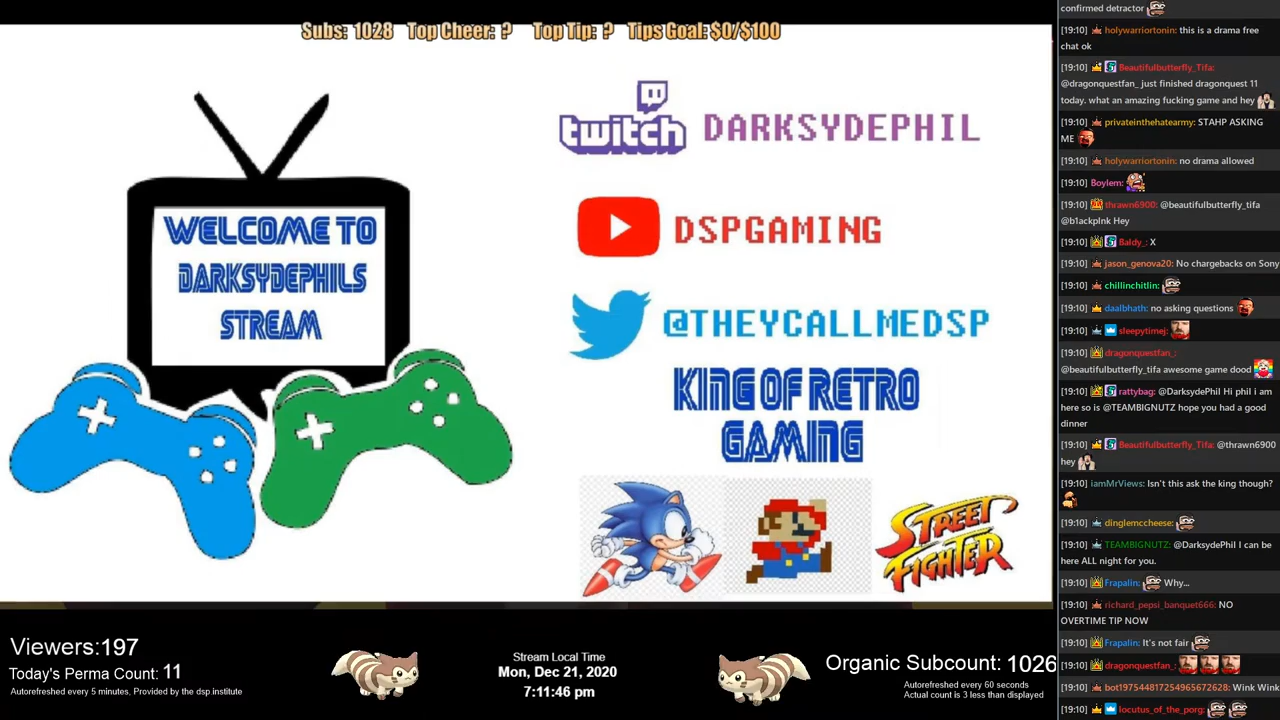 Subs: 1028 Top Cheer: ? Top Tip: ? Tips Goal: $0/$100
WELCOME TO
DARKSYDEPHILS
STREAM
twitch DARKSYDEPHIL
DSPGAMING
@THEYCALLMEDSP
KING OF RETRO
GAMING
STREET
FIGHTER
Viewers:197
Today's Perma Count: 11
Autorefreshed every 5 minutes, Provided by the dsp institute
Stream Local Time
Mon, Dec 21, 2020
7:11:46 pm
Organic Subcount: 1026
Autorefreshed every 60 seconds
Actual count is 3 less than displayed
confirmed detractor
[19:10] holywarriortonin: this is a drama free
chat ok
[19:10] Beautifulbutterfly_Tifa:
@dragonquestfan_ just finished dragonquest 11
today. what an amazing fucking game and hey
[19:10] privateinthehatearmy: STAHP ASKING
ME
[19:10] holywarriortonin: no drama allowed
[19:10] Boylem:
[19:10] thrawn6900: @beautifulbutterfly_tifa
@b1ackpInk Hey
[19:10] Baldy_: X
[19:10] jason_genova20: No chargebacks on Sony
[19:10] chillinchitlin:
[19:10] daalbhath: no asking questions
[19:10] sleepytimej:
[19:10] dragonquestfan_:
@beautifulbutterfly_tifa awesome game dood
[19:10] rattybag: @DarksydePhil Hi phil i am
here so is @TEAMBIGNUTZ hope you had a good
dinner
[19:10] Beautifulbutterfly_Tifa: @thrawn6900
hey
[19:10] iamMrViews: Isn't this ask the king though?
[19:10] dinglemccheese:
[19:10] TEAMBIGNUTZ: @DarksydePhil I can be
here ALL night for you.
[19:10] Frapalin: Why...
[19:10] richard_pepsi_banquet666: NO
OVERTIME TIP NOW
[19:10] Frapalin: It's not fair
[19:10] dragonquestfan_:
[19:10] bot197544817254965672628: Wink Wink
[19:10] locutus_of_the_porg: